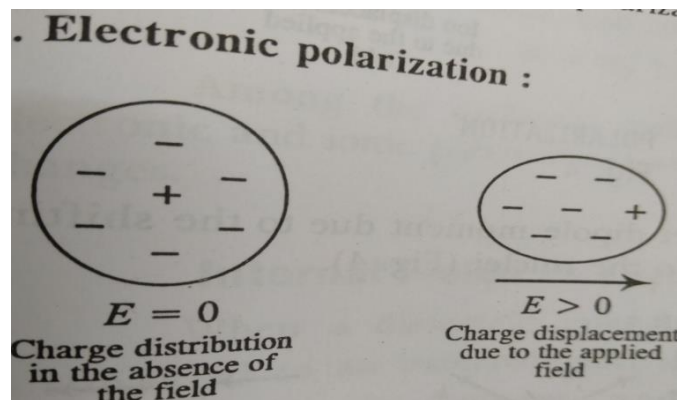 . Electronic polarization :
E = 0
Charge distribution
in the absence of
the field
E > 0
Charge displacement
due to the applied
field